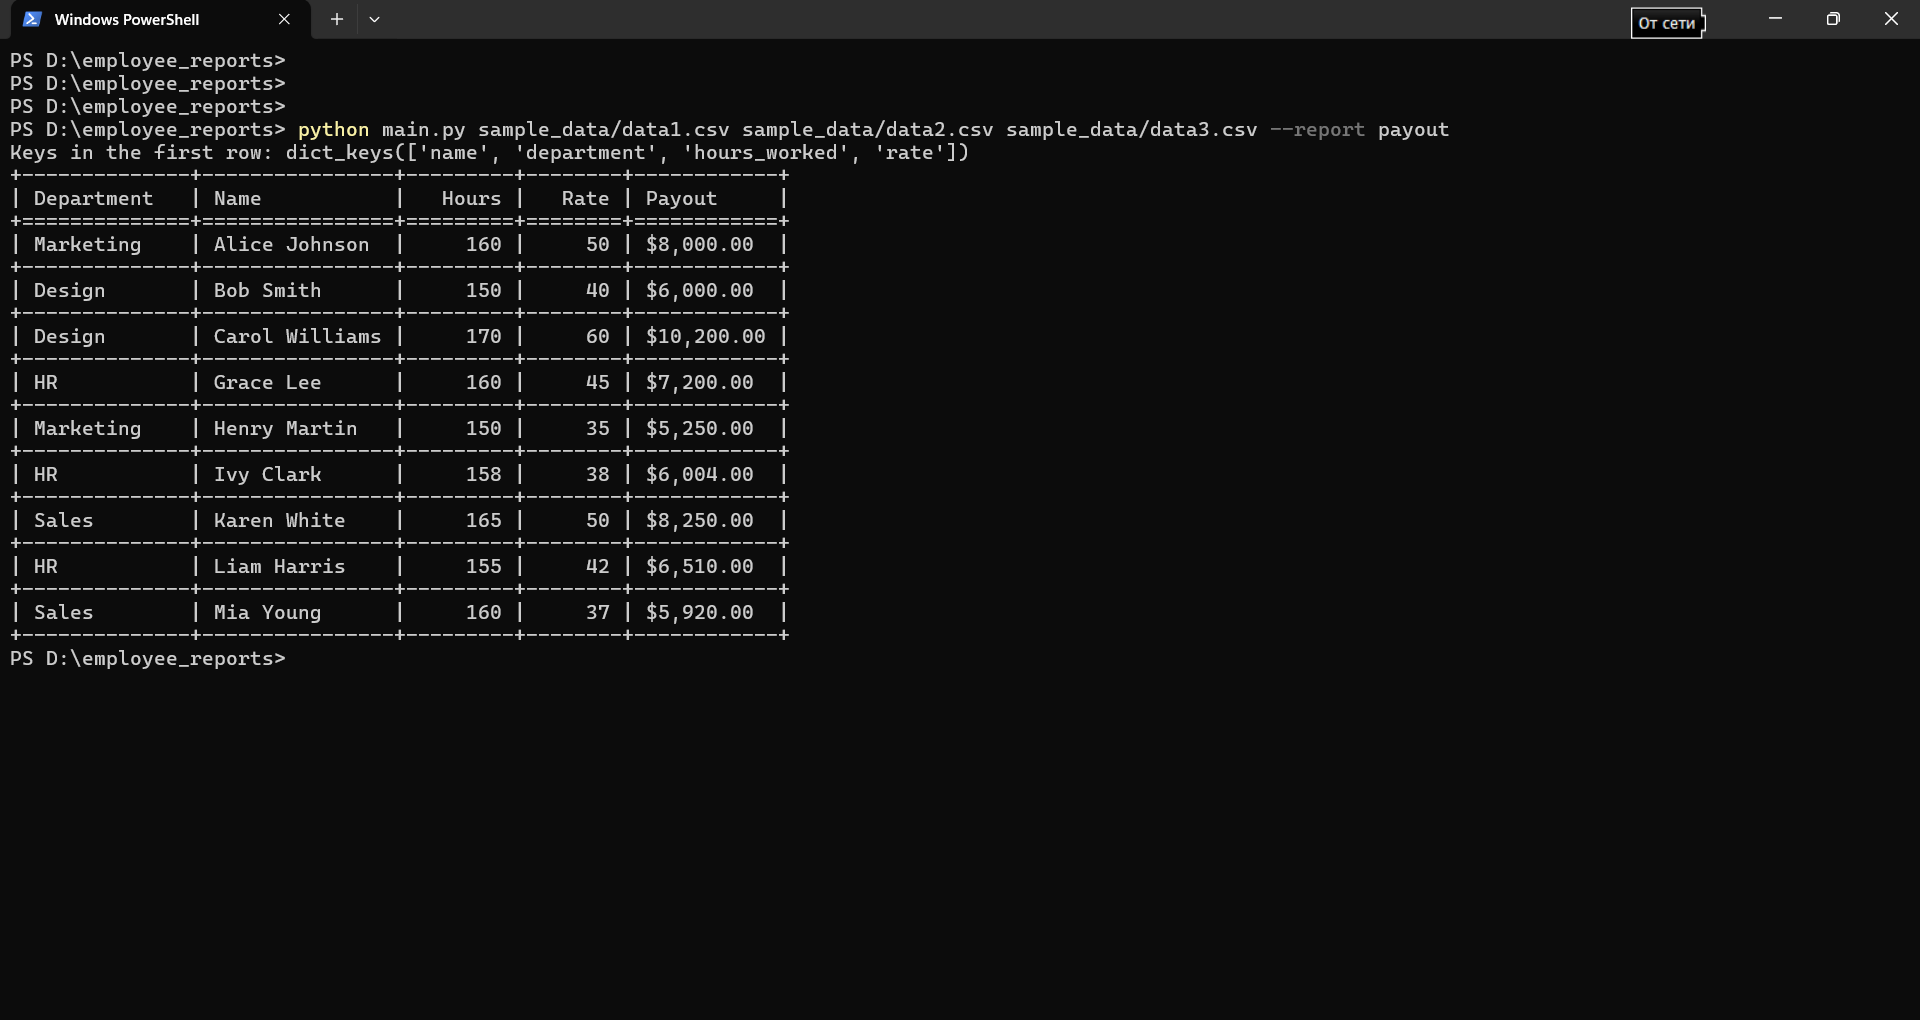 Windows PowerShell
От сети
PS D:\employee_reports>
PS D:\employee_reports>
PS D:\employee_reports>
PS D:\employee_reports> python main.py sample_data/data1.csv sample_data/data2.csv sample_data/data3.csv --report payout
Keys in the first row: dict_keys(['name', 'department', 'hours_worked', 'rate'])
+--------------+----------------+---------+--------+------------+
| Department   | Name           |   Hours |   Rate | Payout     |
+==============+================+=========+========+============+
| Marketing    | Alice Johnson  |     160 |     50 | $8,000.00  |
+--------------+----------------+---------+--------+------------+
| Design       | Bob Smith      |     150 |     40 | $6,000.00  |
+--------------+----------------+---------+--------+------------+
| Design       | Carol Williams |     170 |     60 | $10,200.00 |
+--------------+----------------+---------+--------+------------+
| HR           | Grace Lee      |     160 |     45 | $7,200.00  |
+--------------+----------------+---------+--------+------------+
| Marketing    | Henry Martin   |     150 |     35 | $5,250.00  |
+--------------+----------------+---------+--------+------------+
| HR           | Ivy Clark      |     158 |     38 | $6,004.00  |
+--------------+----------------+---------+--------+------------+
| Sales        | Karen White    |     165 |     50 | $8,250.00  |
+--------------+----------------+---------+--------+------------+
| HR           | Liam Harris    |     155 |     42 | $6,510.00  |
+--------------+----------------+---------+--------+------------+
| Sales        | Mia Young      |     160 |     37 | $5,920.00  |
+--------------+----------------+---------+--------+------------+
PS D:\employee_reports>